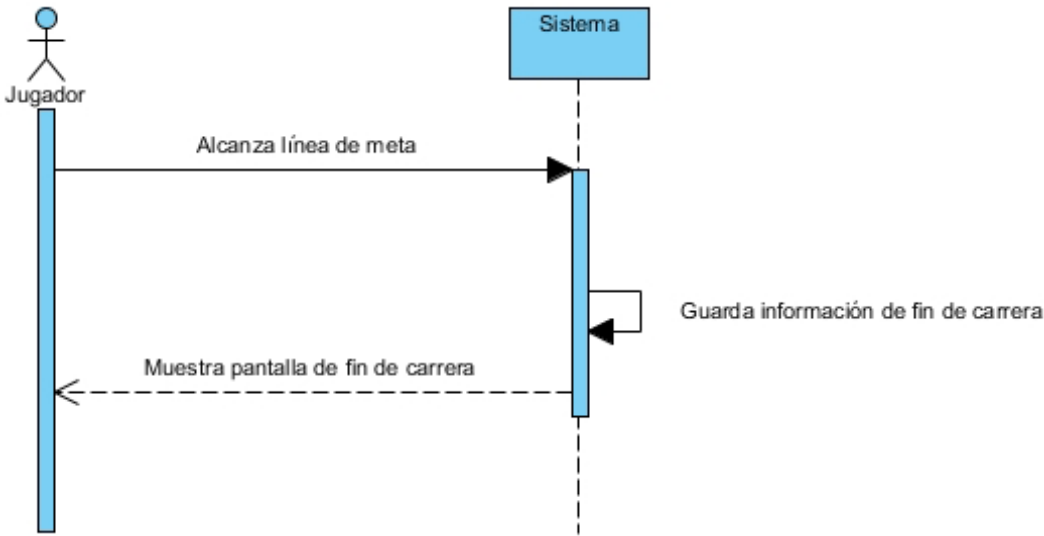 Sistema
Jugador
Alcanza línea de meta
Guarda información de fin de carrera
Muestra pantalla de fin de carrera